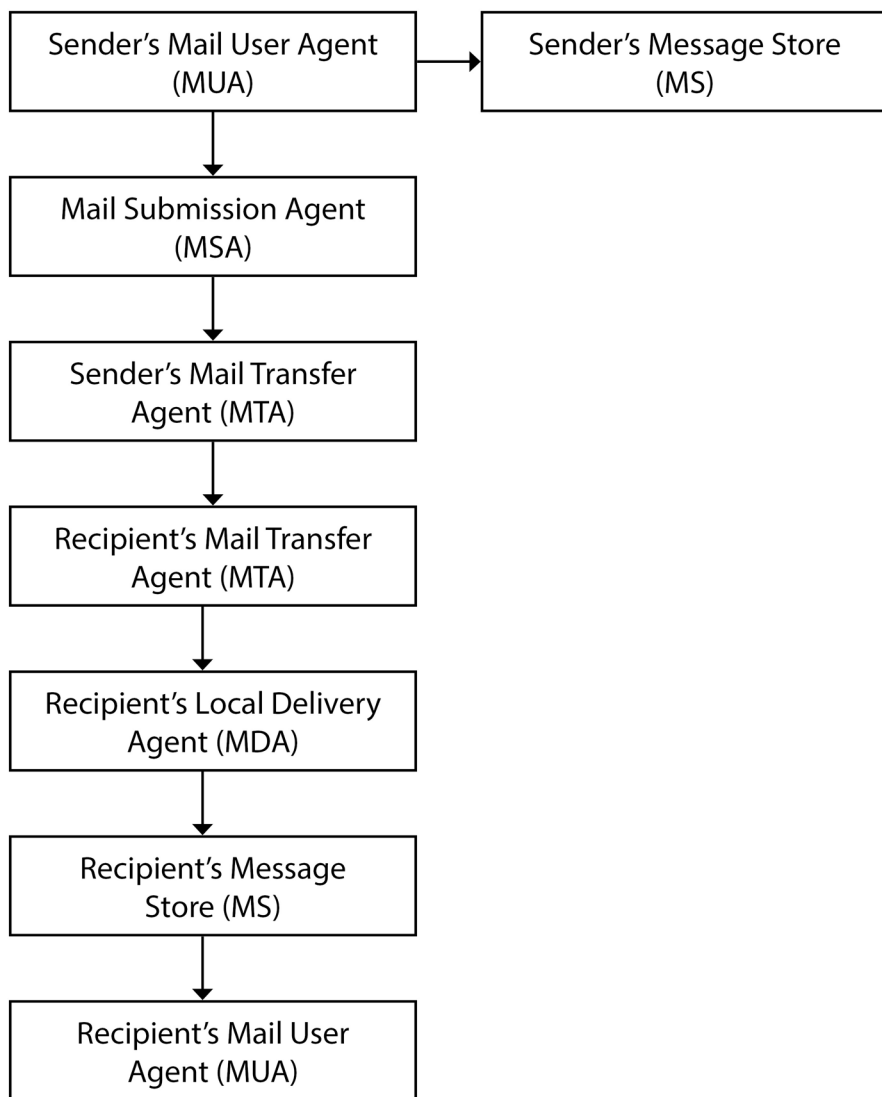 Sender’s Mail User Agent
(MUA)
Sender’s Message Store
(MS)
Mail Submission Agent
(MSA)
Sender’s Mail Transfer
Agent (MTA)
Recipient’s Mail Transfer
Agent (MTA)
Recipient’s Local Delivery
Agent (MDA)
Recipient’s Message
Store (MS)
Recipient’s Mail User
Agent (MUA)